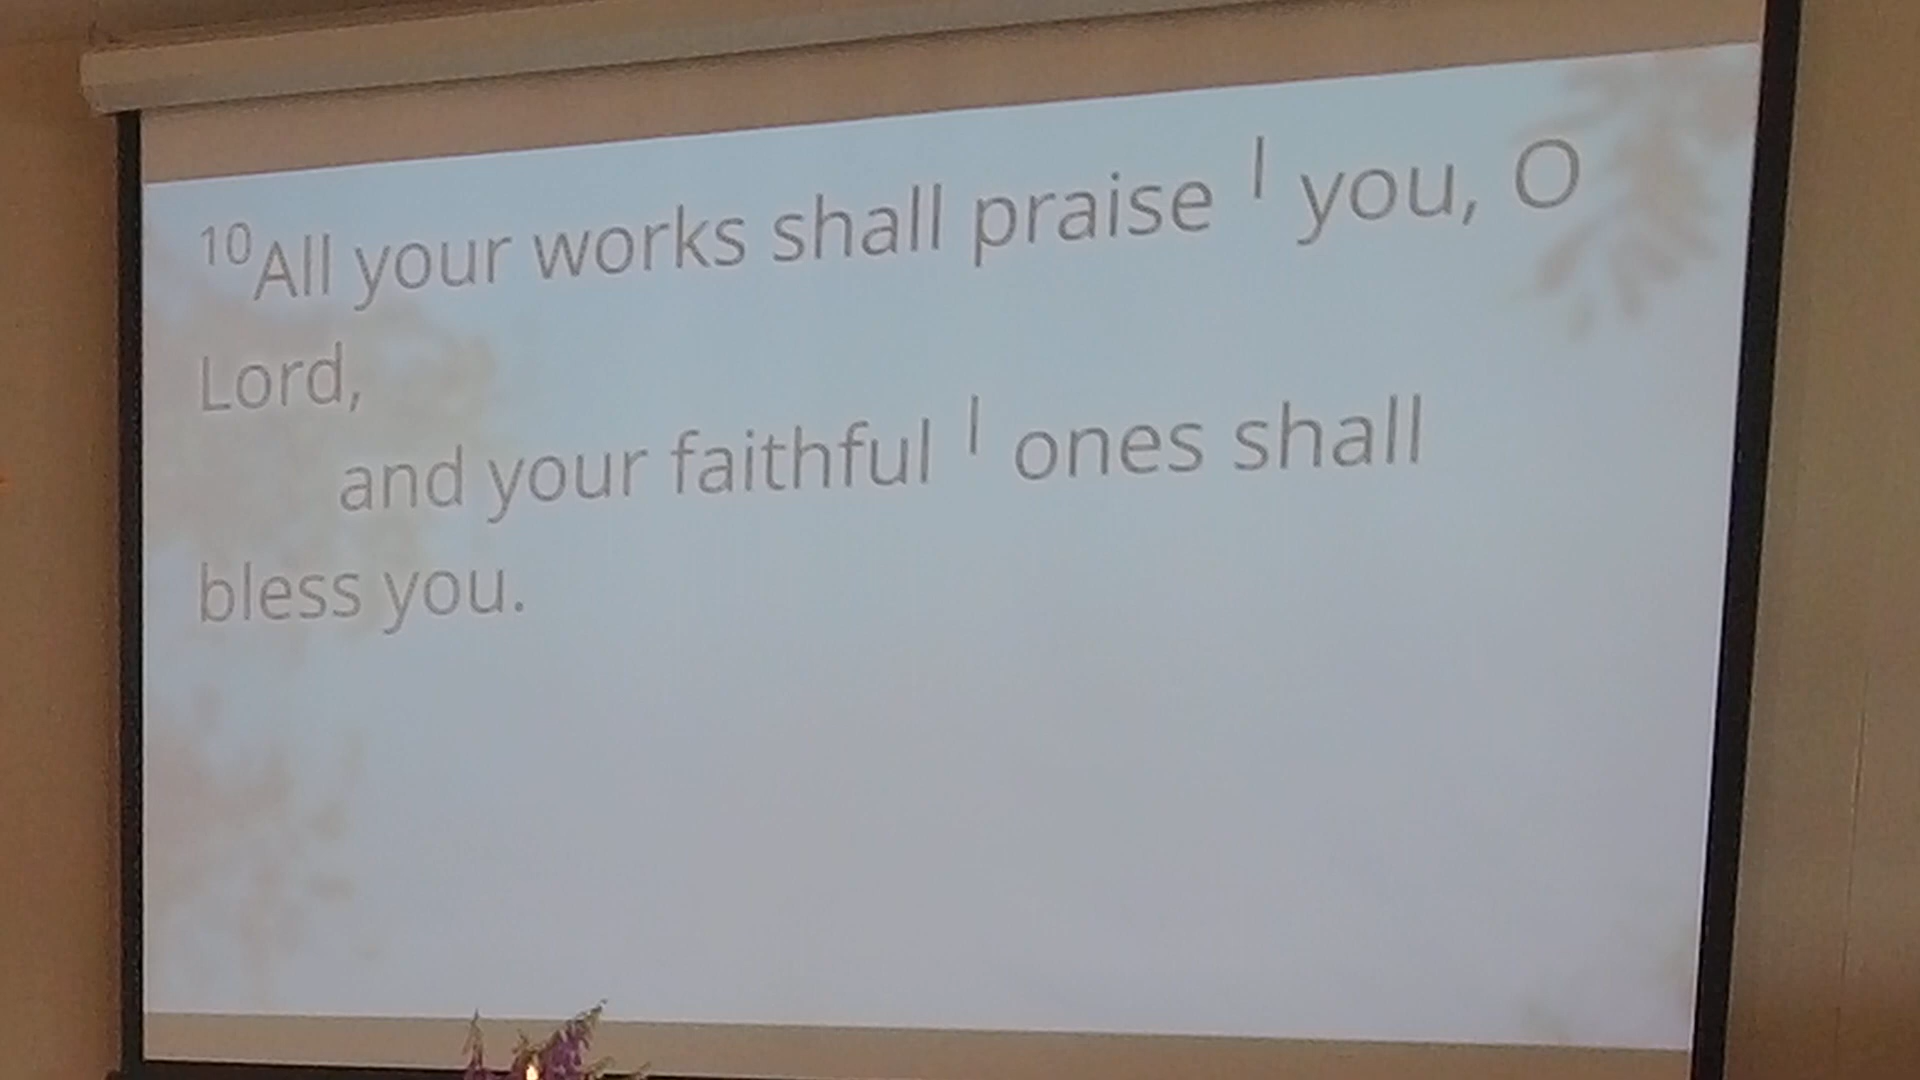 10All your works shall praise | you, O
Lord,
and your faithful | ones shall
bless you.